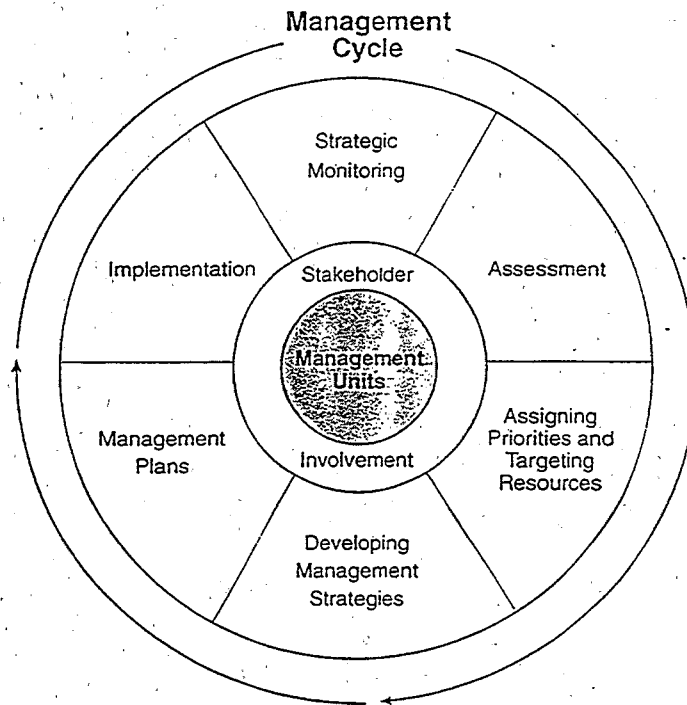 Management
Cycle
Strategic
Monitoring
Assessment
Assigning
Priorities and
Targeting
Resources
Developing
Management
Strategies
Management
Plans
Implementation
Stakeholder
Involvement
Management
Units